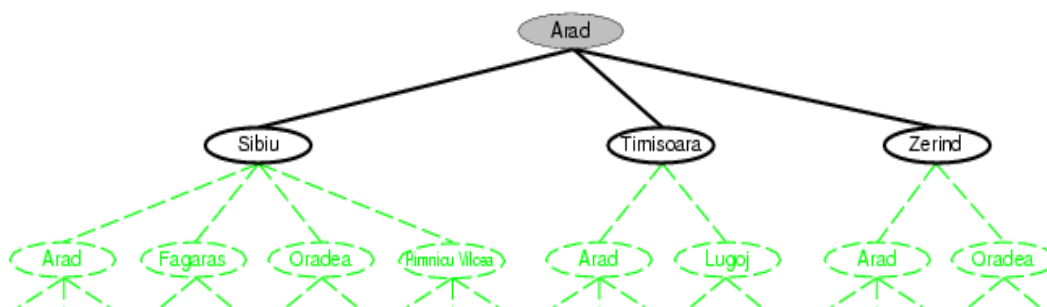 Arad
Sibiu
Timisoara
Zerind
Arad
Fagaras
Oradea
Rimnicu Vilcea
Arad
Lugoj
Arad
Oradea